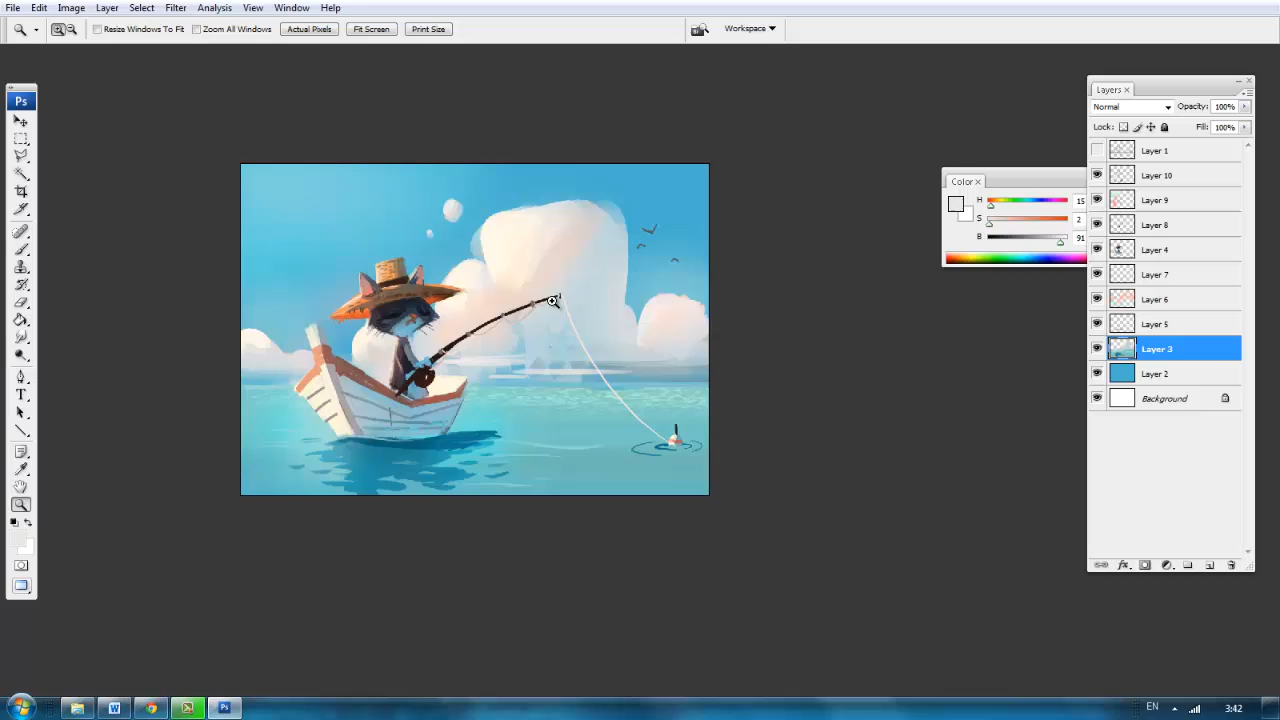 File Edit Image Layer Select Filter Analysis View Window Help
Resize Windows To Fit Zoom All Windows Actual Pixels Fit Screen Print Size Workspace
Ps
Layers
Normal Opacity: 100%
Lock: Fill: 100%
Layer 1
Layer 10
Layer 9
Layer 8
Layer 4
Layer 7
Layer 6
Layer 5
Layer 3
Layer 2
Background
Color
H 15
S 2
B 91
T
fx
W Ps EN 3:42